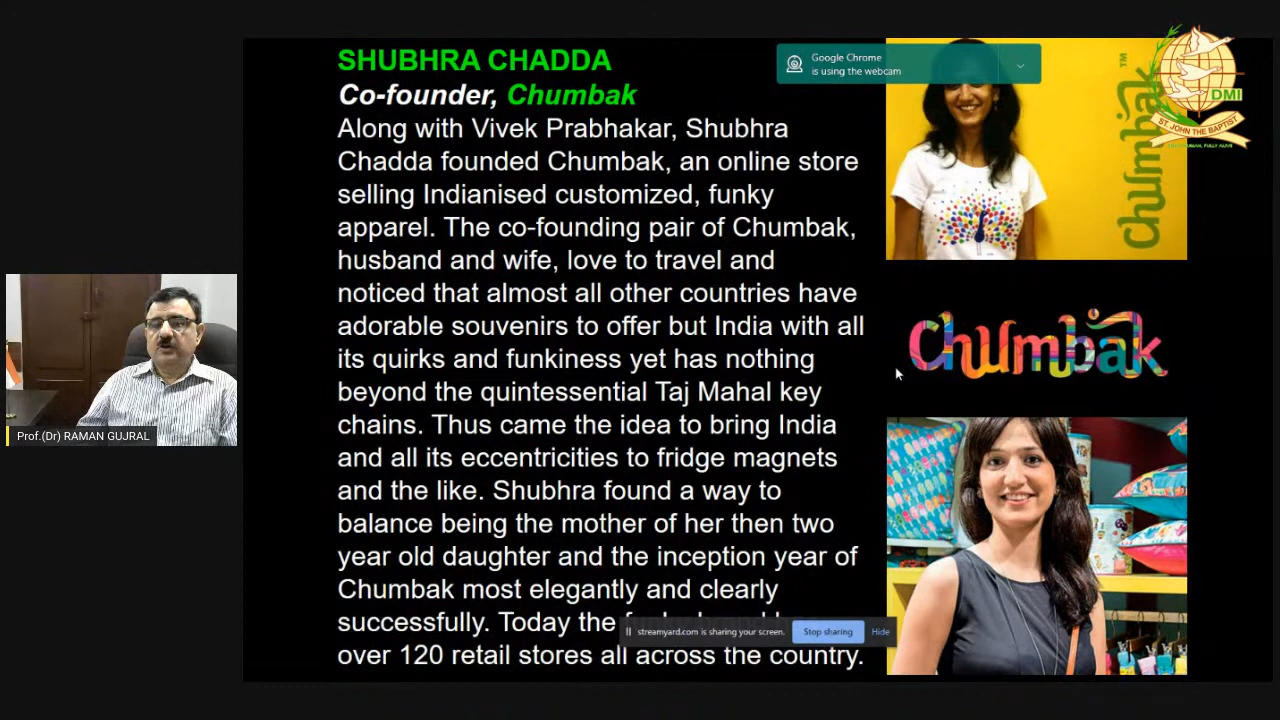 SHUBHRA CHADDA
Co-founder, Chumbak
Along with Vivek Prabhakar, Shubhra
Chadda founded Chumbak, an online store
selling Indianised customized, funky
apparel. The co-founding pair of Chumbak,
husband and wife, love to travel and
noticed that almost all other countries have
adorable souvenirs to offer but India with all
its quirks and funkiness yet has nothing
beyond the quintessential Taj Mahal key
chains. Thus came the idea to bring India
and all its eccentricities to fridge magnets
and the like. Shubhra found a way to
balance being the mother of her then two
year old daughter and the inception year of
Chumbak most elegantly and clearly
successfully. Today the
over 120 retail stores all across the country.
Google Chrome
is using the webcam
Chumbak™
DMI
ST. JOHN THE BAPTIST
Chumbak
Prof.(Dr) RAMAN GUJRAL
streamyard.com is sharing your screen.
Stop sharing
Hide